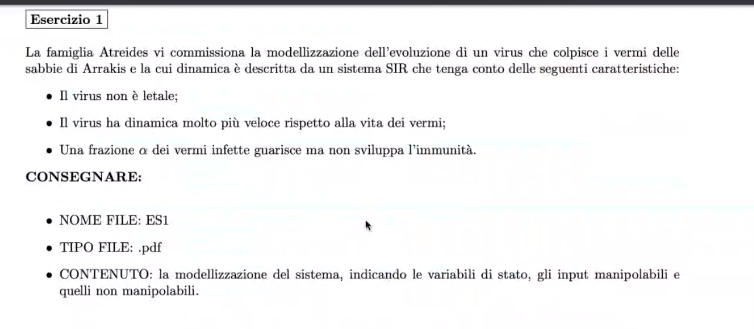 Esercizio 1
La famiglia Atreides vi commissiona la modellizzazione dell'evoluzione di un virus che colpisce i vermi delle
sabbie di Arrakis e la cui dinamica è descritta da un sistema SIR che tenga conto delle seguenti caratteristiche:
• Il virus non è letale;
• Il virus ha dinamica molto più veloce rispetto alla vita dei vermi;
• Una frazione α dei vermi infette guarisce ma non sviluppa l'immunità.
CONSEGNARE:
• NOME FILE: ES1
• TIPO FILE: .pdf
• CONTENUTO: la modellizzazione del sistema, indicando le variabili di stato, gli input manipolabili e
quelli non manipolabili.